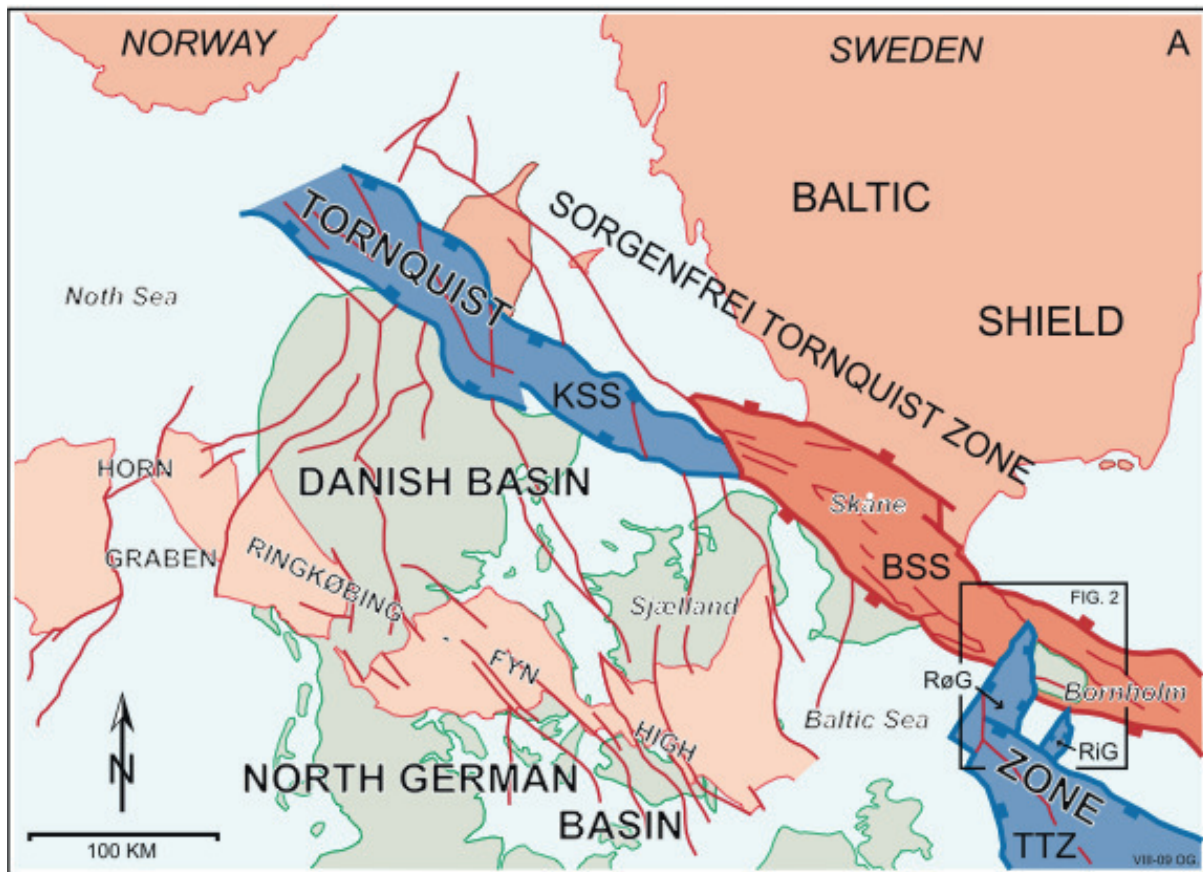 NORWAY
SWEDEN
A
BALTIC
SHIELD
TORNQUIST
SORGENFREI TORNQUIST ZONE
Noth Sea
KSS
HORN
GRABEN
DANISH BASIN
RINGKØBING
FYN
HIGH
Sjælland
Skåne
BSS
FIG. 2
RøG
Bornholm
Baltic Sea
RiG
ZONE
TTZ
NORTH GERMAN
BASIN
N
100 KM
VIII-09 OG.